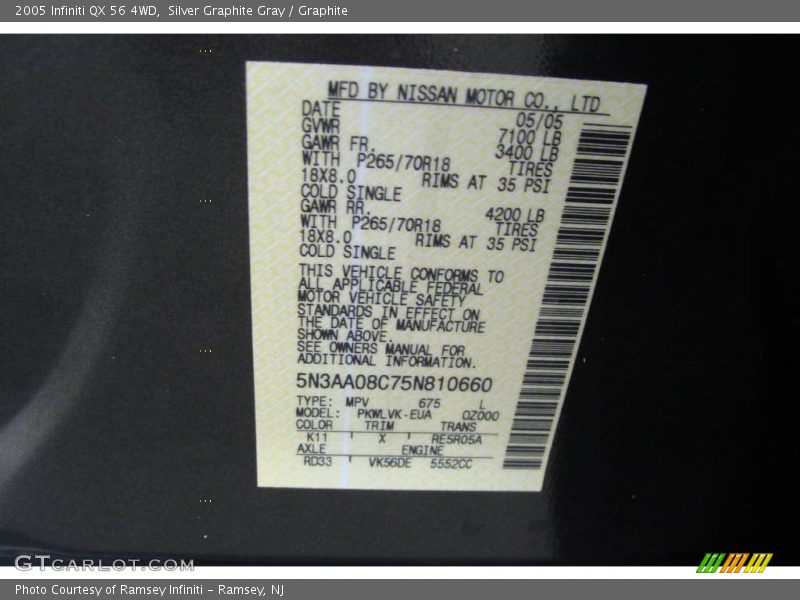 2005 Infiniti QX 56 4WD, Silver Graphite Gray / Graphite
MFD BY NISSAN MOTOR CO., LTD
DATE 05/05
GVWR 7100 LB
GAWR FR. 3400 LB
WITH P265/70R18 TIRES
18X8.0 RIMS AT 35 PSI
COLD SINGLE
GAWR RR. 4200 LB
WITH P265/70R18 TIRES
18X8.0 RIMS AT 35 PSI
COLD SINGLE
THIS VEHICLE CONFORMS TO
ALL APPLICABLE FEDERAL
MOTOR VEHICLE SAFETY
STANDARDS IN EFFECT ON
THE DATE OF MANUFACTURE
SHOWN ABOVE.
SEE OWNERS MANUAL FOR
ADDITIONAL INFORMATION.
5N3AA08C75N810660
TYPE: MPV 675 L
MODEL: PKWLVK-EUA OZ000
COLOR TRIM TRANS
K11 X RE5R05A
AXLE ENGINE
RD33 VK56DE 5552CC
GTCARLOT.COM
Photo Courtesy of Ramsey Infiniti - Ramsey, NJ